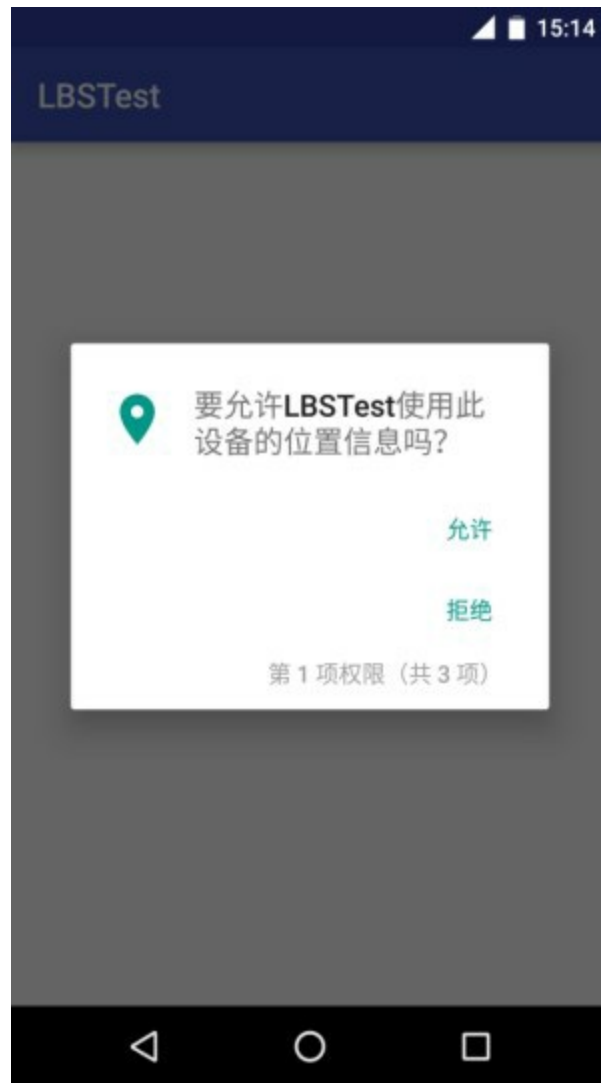 15:14
LBSTest
要允许LBSTest使用此
设备的位置信息吗?
允许
拒绝
第 1 项权限（共 3 项）